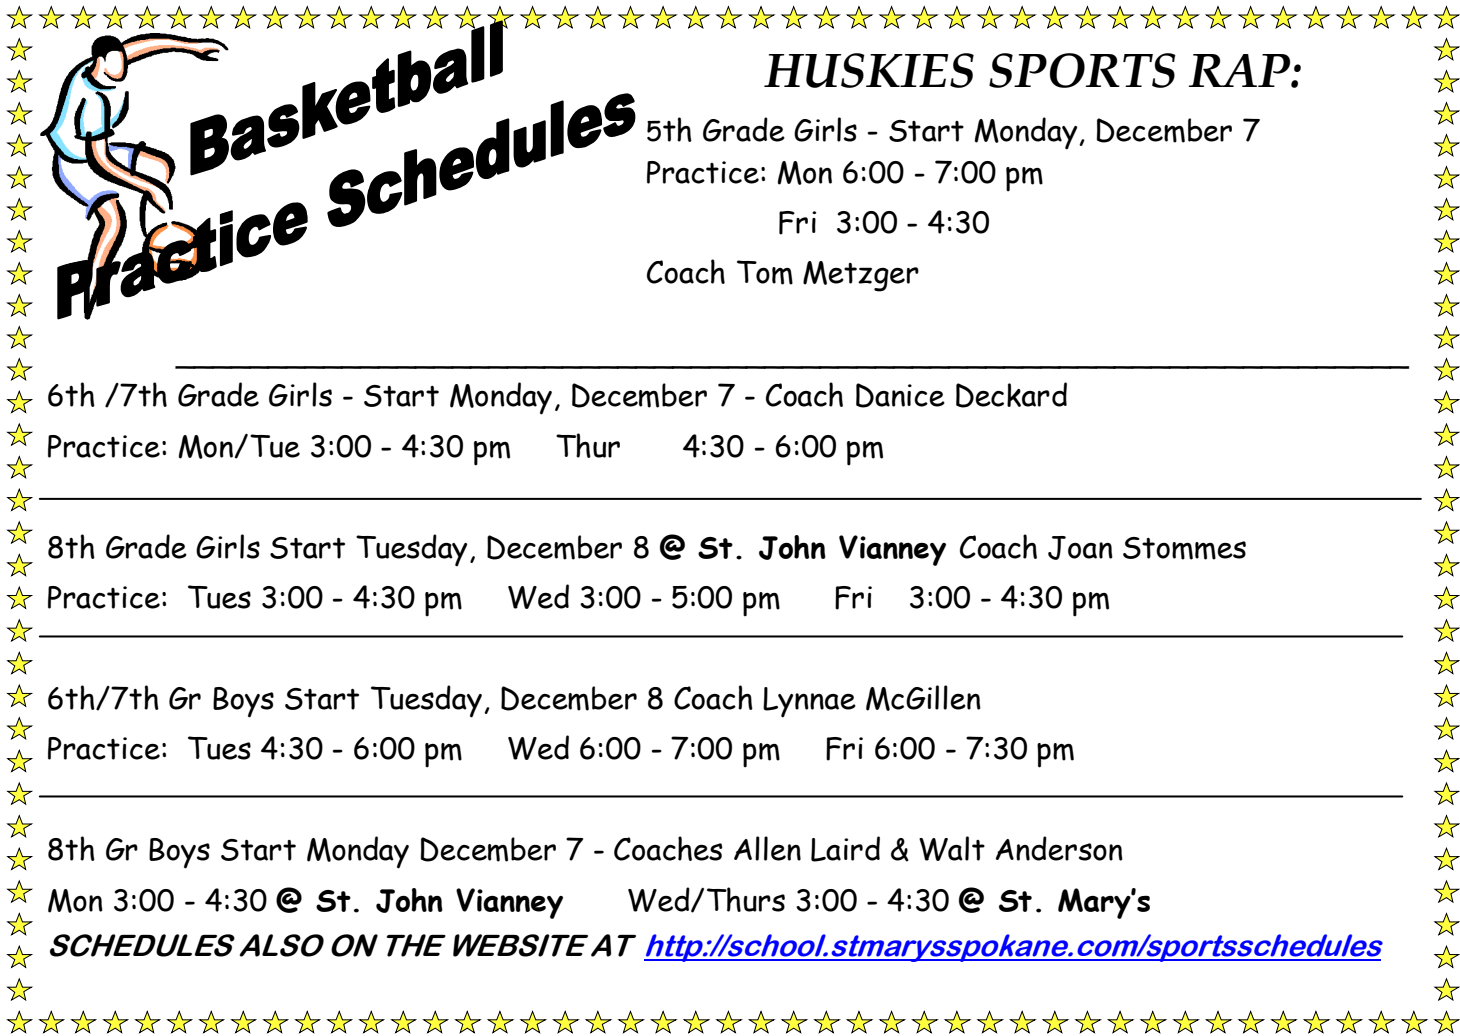 Basketball
Practice Schedules
HUSKIES SPORTS RAP:
5th Grade Girls - Start Monday, December 7
Practice: Mon 6:00 - 7:00 pm
Fri 3:00 - 4:30
Coach Tom Metzger
6th /7th Grade Girls - Start Monday, December 7 - Coach Danice Deckard
Practice: Mon/Tue 3:00 - 4:30 pm Thur 4:30 - 6:00 pm
8th Grade Girls Start Tuesday, December 8 @ St. John Vianney Coach Joan Stommes
Practice: Tues 3:00 - 4:30 pm Wed 3:00 - 5:00 pm Fri 3:00 - 4:30 pm
6th/7th Gr Boys Start Tuesday, December 8 Coach Lynnae McGillen
Practice: Tues 4:30 - 6:00 pm Wed 6:00 - 7:00 pm Fri 6:00 - 7:30 pm
8th Gr Boys Start Monday December 7 - Coaches Allen Laird & Walt Anderson
Mon 3:00 - 4:30 @ St. John Vianney Wed/Thurs 3:00 - 4:30 @ St. Mary's
SCHEDULES ALSO ON THE WEBSITE AT http://school.stmarysspokane.com/sportsschedules